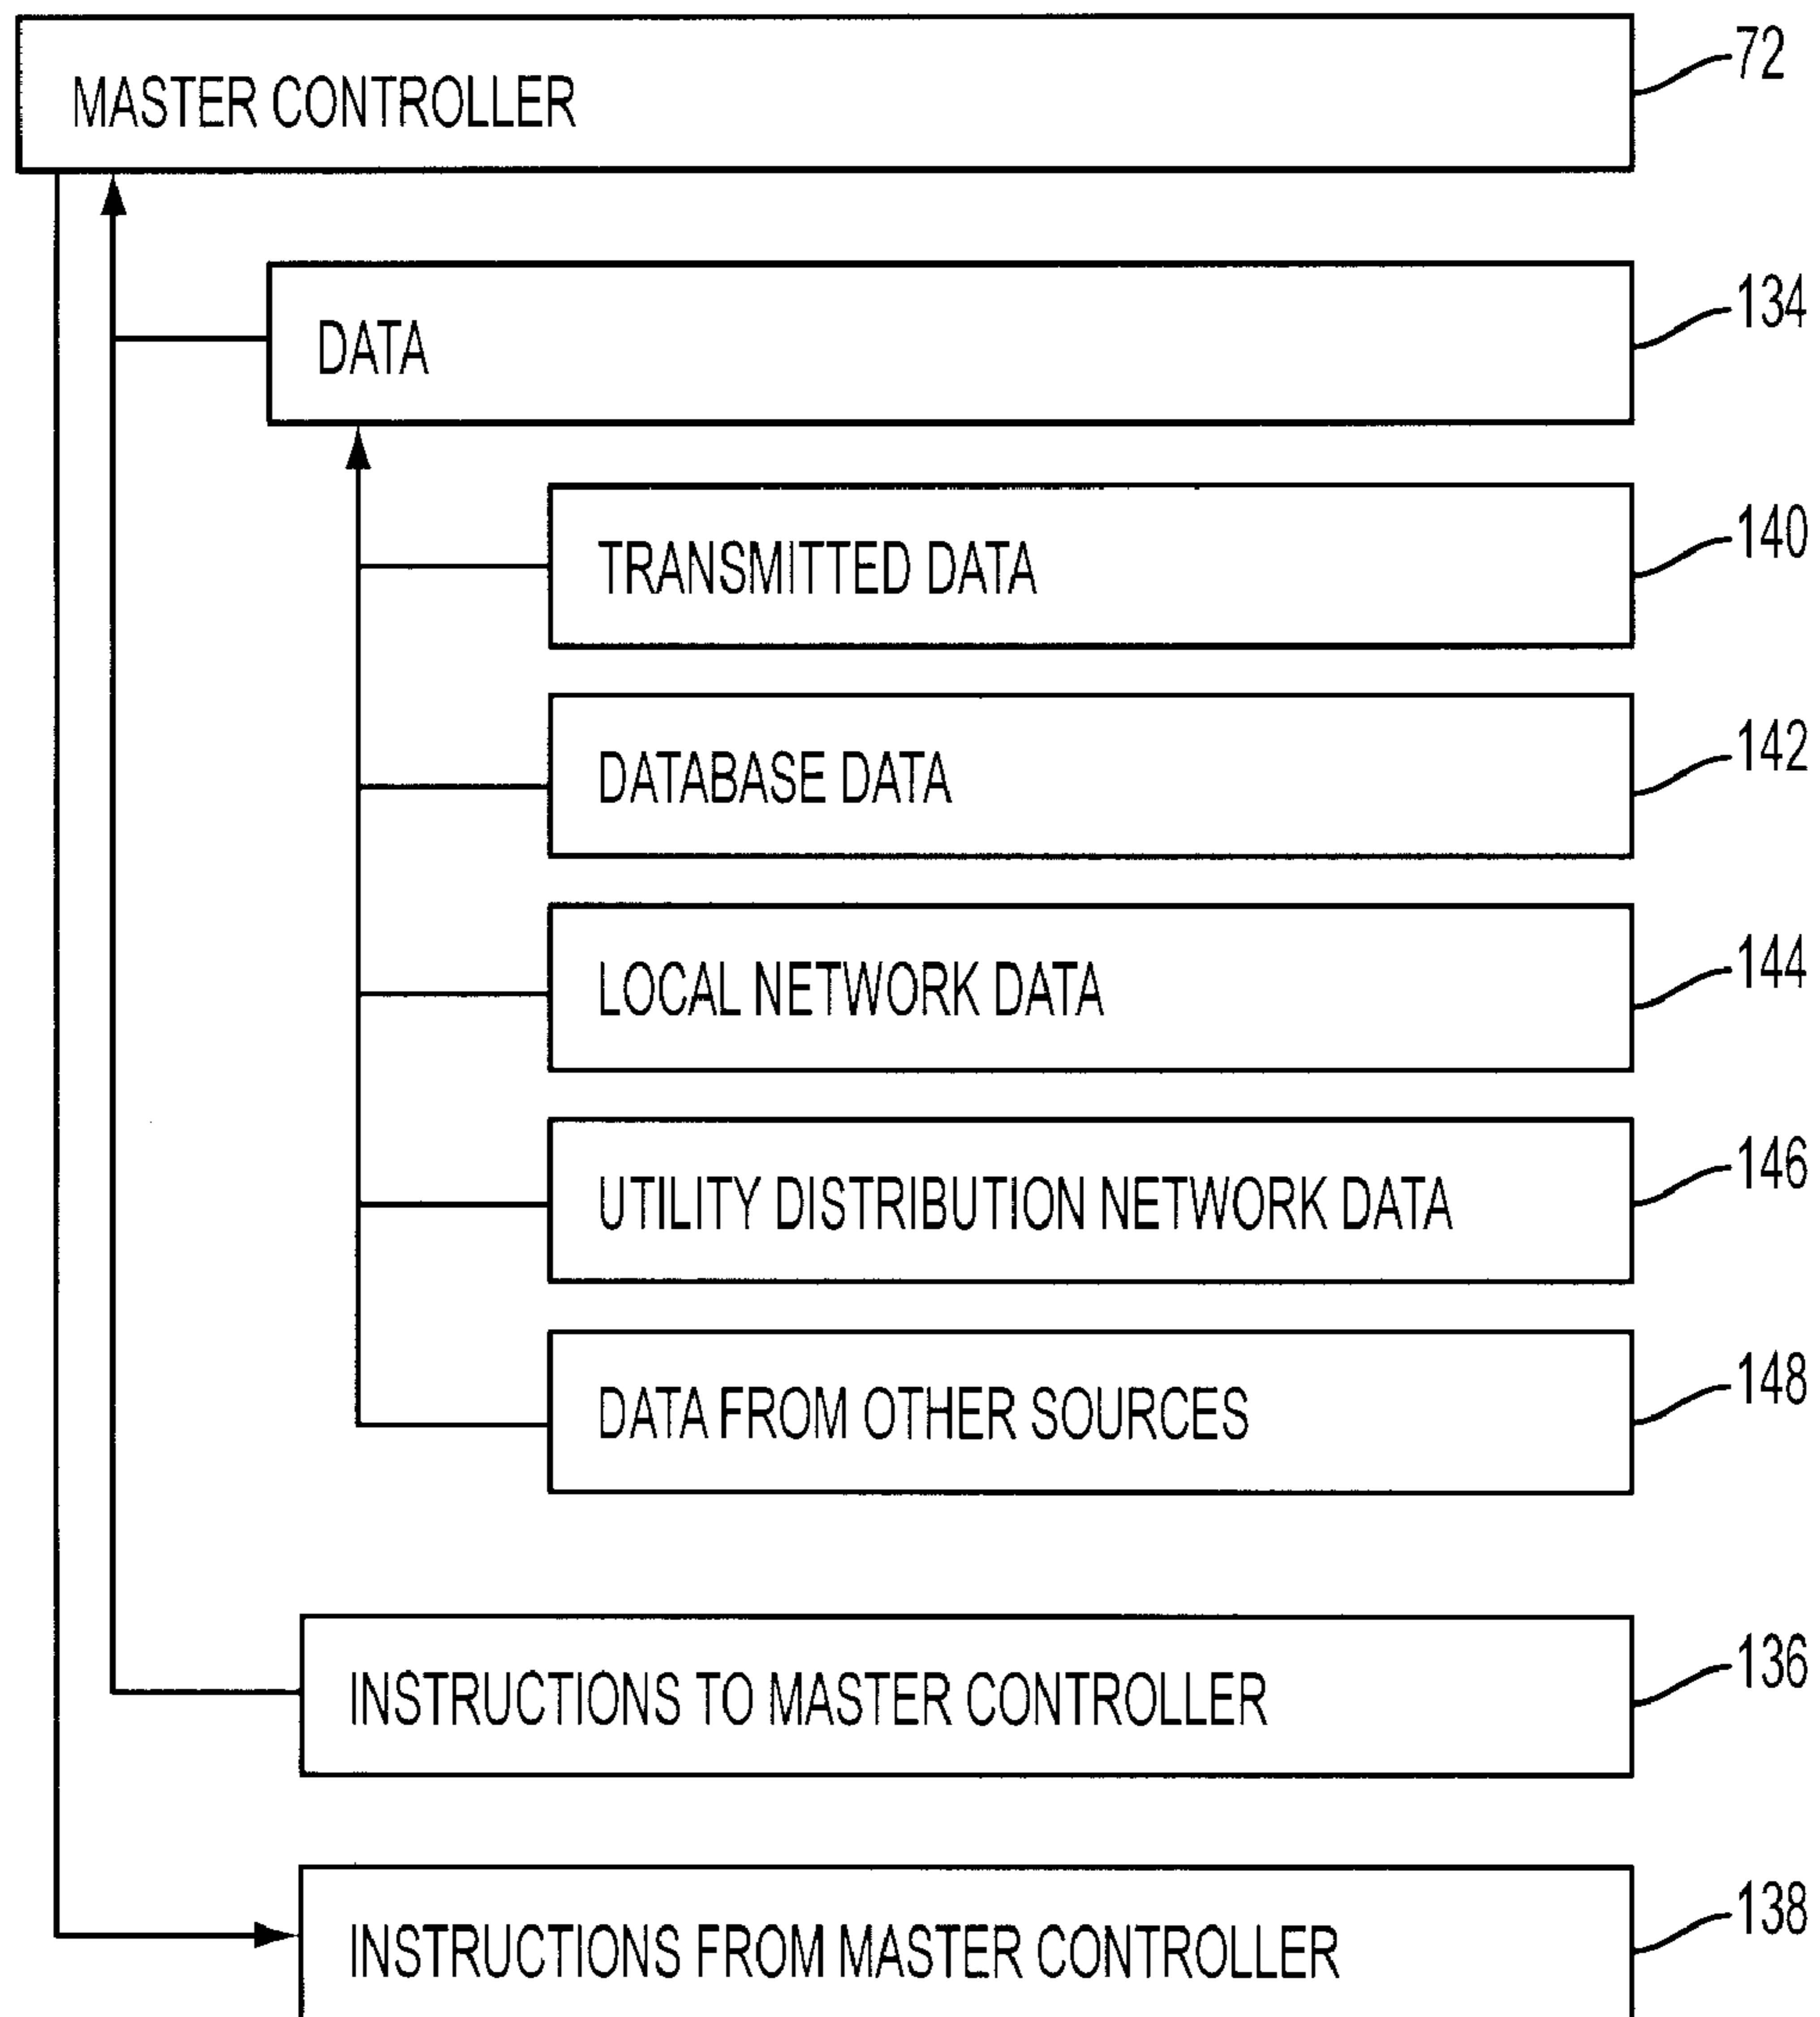 MASTER CONTROLLER 72
DATA 134
TRANSMITTED DATA 140
DATABASE DATA 142
LOCAL NETWORK DATA 144
UTILITY DISTRIBUTION NETWORK DATA 146
DATA FROM OTHER SOURCES 148
INSTRUCTIONS TO MASTER CONTROLLER 136
INSTRUCTIONS FROM MASTER CONTROLLER 138